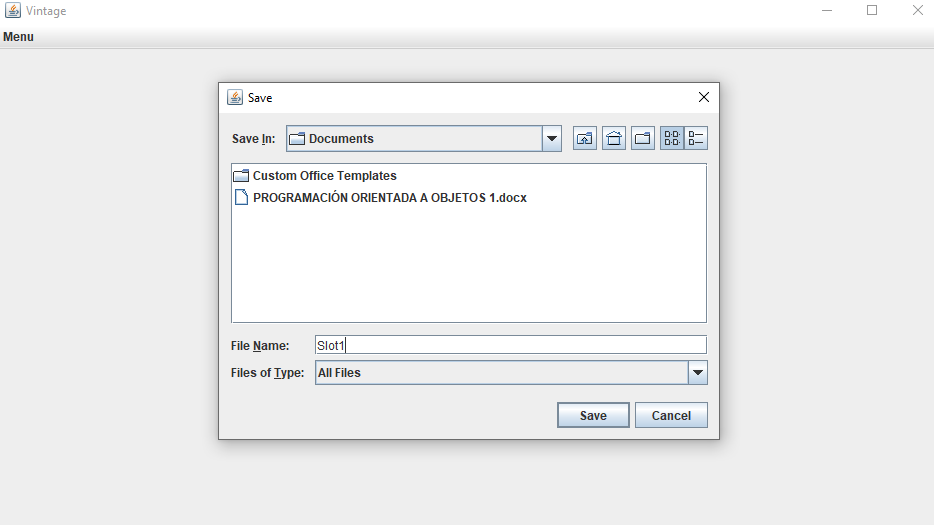 Vintage
Menu
Save
Save In: Documents
Custom Office Templates
PROGRAMACIÓN ORIENTADA A OBJETOS 1.docx
File Name: Slot1
Files of Type: All Files
Save Cancel